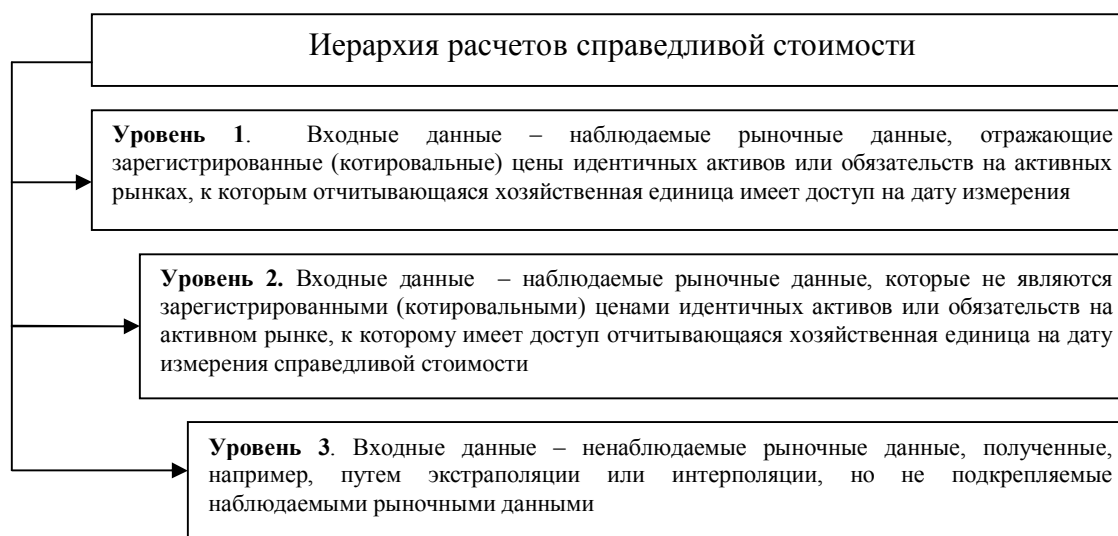 Иерархия расчетов справедливой стоимости
Уровень 1. Входные данные – наблюдаемые рыночные данные, отражающие
зарегистрированные (котировальные) цены идентичных активов или обязательств на активных
рынках, к которым отчитывающаяся хозяйственная единица имеет доступ на дату измерения
Уровень 2. Входные данные – наблюдаемые рыночные данные, которые не являются
зарегистрированными (котировальными) ценами идентичных активов или обязательств на
активном рынке, к которому имеет доступ отчитывающаяся хозяйственная единица на дату
измерения справедливой стоимости
Уровень 3. Входные данные – ненаблюдаемые рыночные данные, полученные,
например, путем экстраполяции или интерполяции, но не подкрепляемые
наблюдаемыми рыночными данными